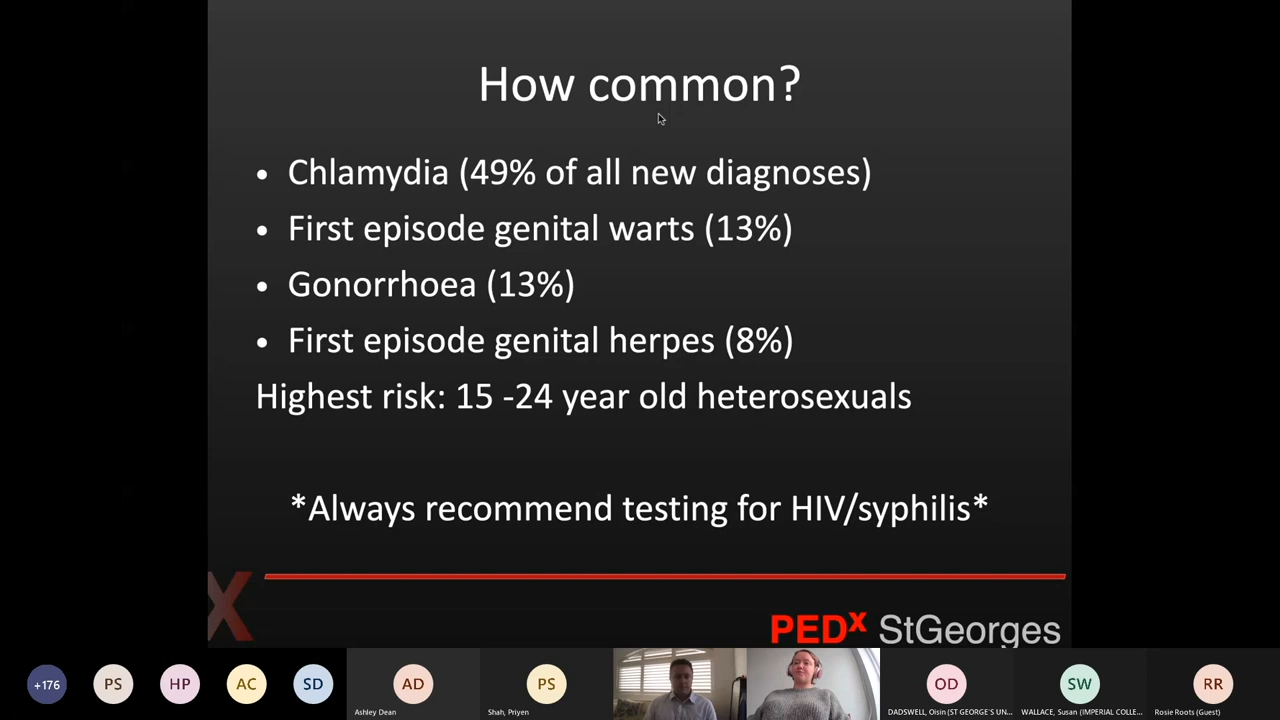 How common?
• Chlamydia (49% of all new diagnoses)
• First episode genital warts (13%)
• Gonorrhoea (13%)
• First episode genital herpes (8%)
Highest risk: 15 -24 year old heterosexuals
*Always recommend testing for HIV/syphilis*
X
PEDx StGeorges
+176
PS
HP
AC
SD
AD
PS
OD
SW
RR
Ashley Dean
Shah, Priyen
DADSWELL, Oisin (ST GEORGE'S UN...
WALLACE, Susan (IMPERIAL COLLE...
Rosie Roots (Guest)